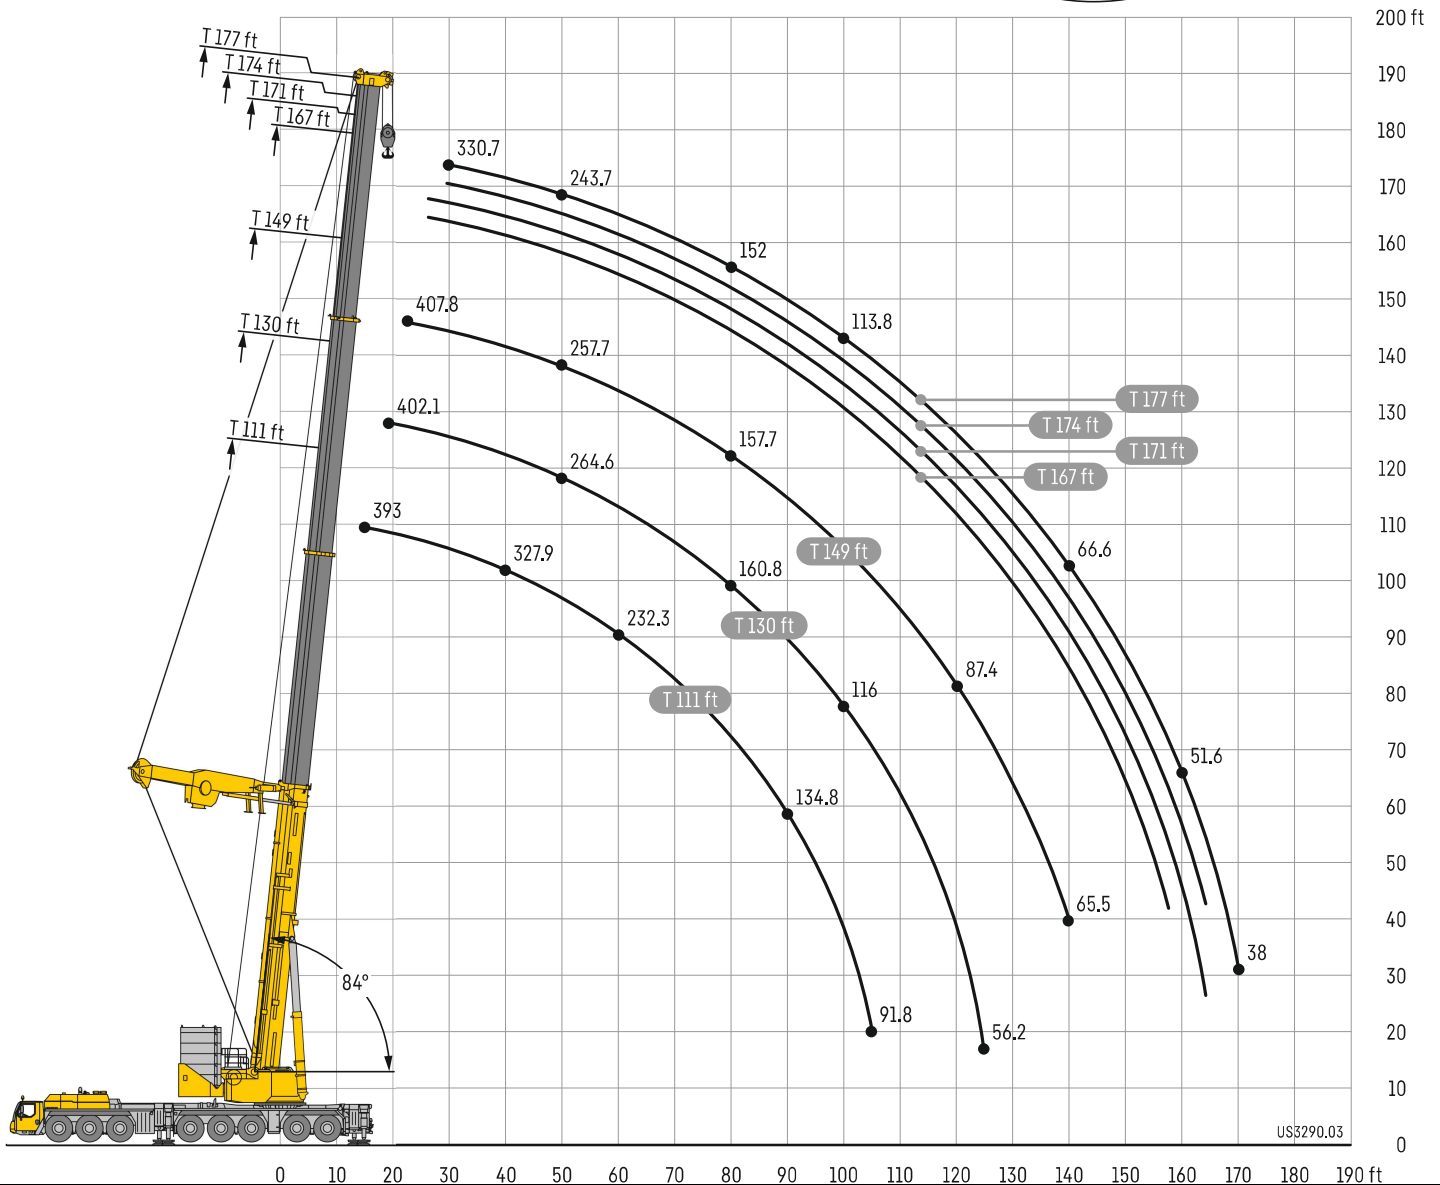 200 ft
T 177 ft
T 174 ft
190
T 171 ft
T 167 ft
180
330.7
243.7
170
T 149 ft
160
152
150
407.8
113.8
T 130 ft
257.7
140
T 177 ft
130
402.1
T 174 ft
T 111 ft
157.7
T 171 ft
264.6
120
T 167 ft
393
110
327.9
T 149 ft
66.6
160.8
100
232.3
T 130 ft
90
T 111 ft
116
87.4
80
70
51.6
134.8
60
50
65.5
40
84°
38
30
91.8
56.2
20
10
US3290.03
0
0 10 20 30 40 50 60 70 80 90 100 110 120 130 140 150 160 170 180 190 ft